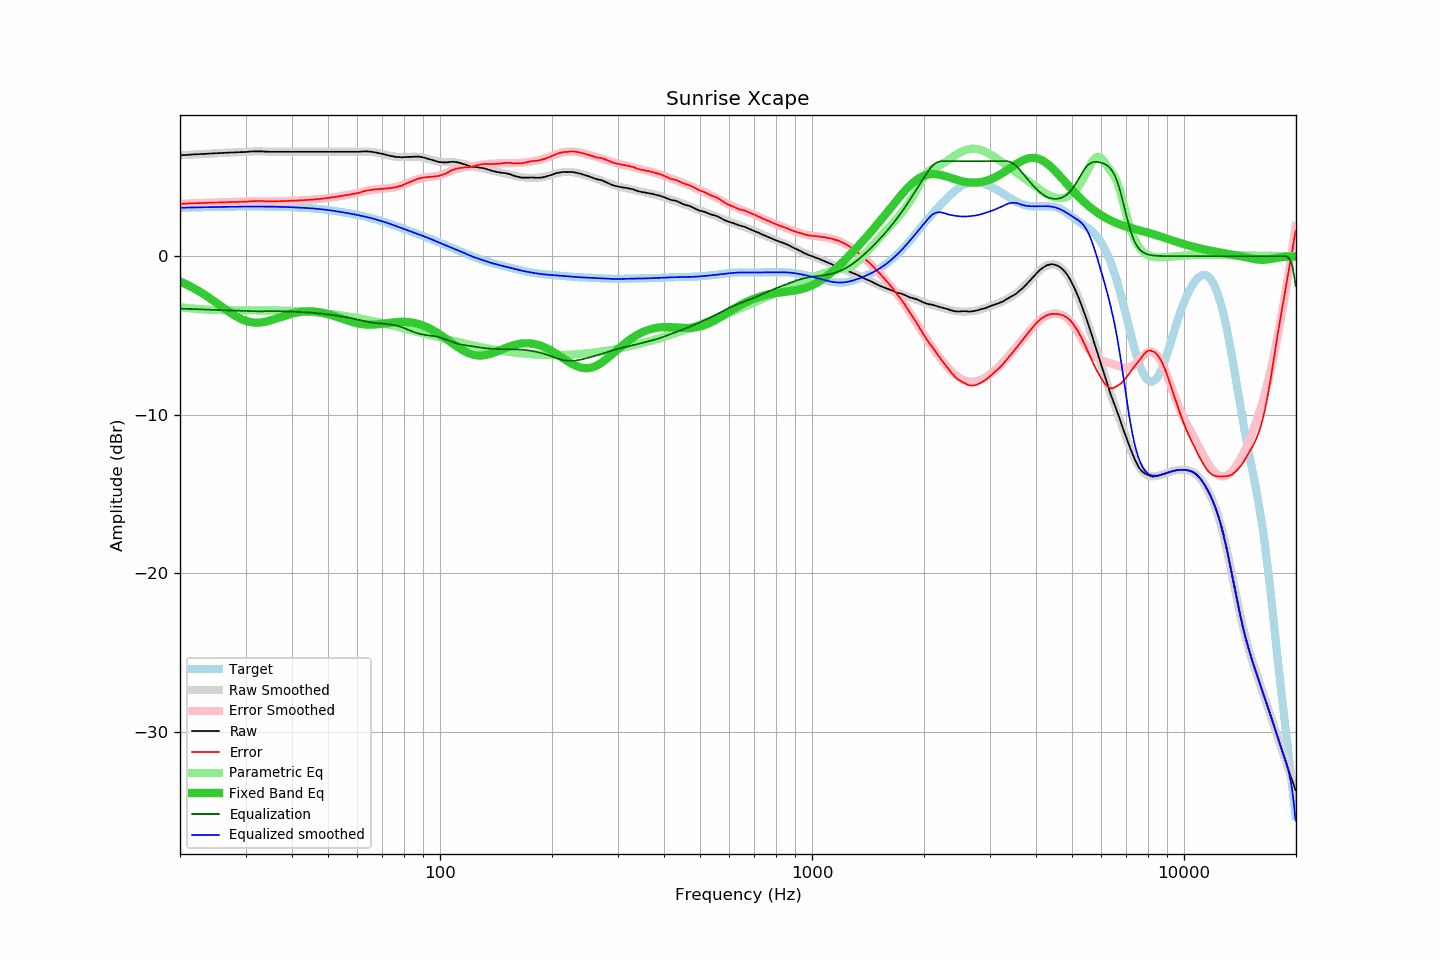 Sunrise Xcape
0
−10
−20
−30
Amplitude (dBr)
Target
Raw Smoothed
Error Smoothed
Raw
Error
Parametric Eq
Fixed Band Eq
Equalization
Equalized smoothed
100
1000
10000
Frequency (Hz)